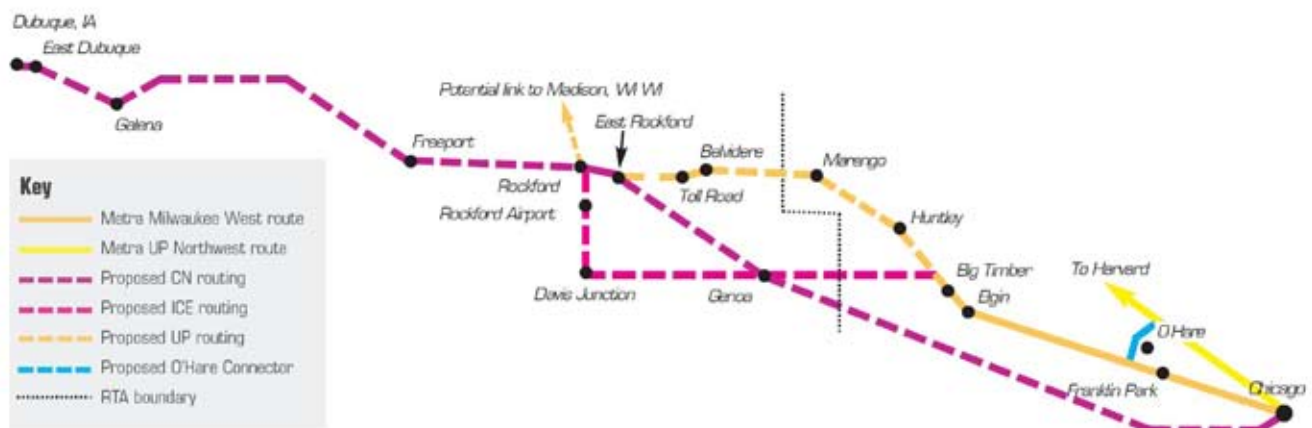 Dubuque, IA
East Dubuque
Galena
Potential link to Madison, WI WI
East Rockford
Freeport
Belvidere
Marengo
Rockford
Toll Road
Rockford Airport
Huntley
Davis Junction
Genoa
Big Timber
Elgin
To Harvard
O'Hare
Franklin Park
Chicago
Key
Metra Milwaukee West route
Metra UP Northwest route
Proposed CN routing
Proposed ICE routing
Proposed UP routing
Proposed O'Hare Connector
RTA boundary